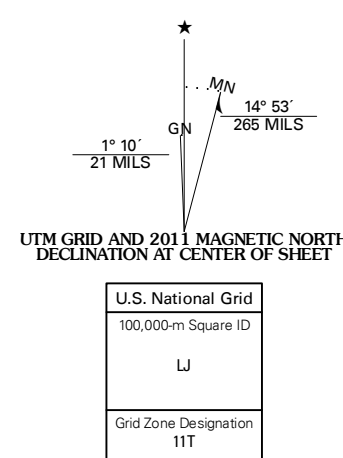 MN
GN
14° 53´
265 MILS
1° 10´
21 MILS
UTM GRID AND 2011 MAGNETIC NORTH
DECLINATION AT CENTER OF SHEET
U.S. National Grid
100,000-m Square ID
LJ
Grid Zone Designation
11T